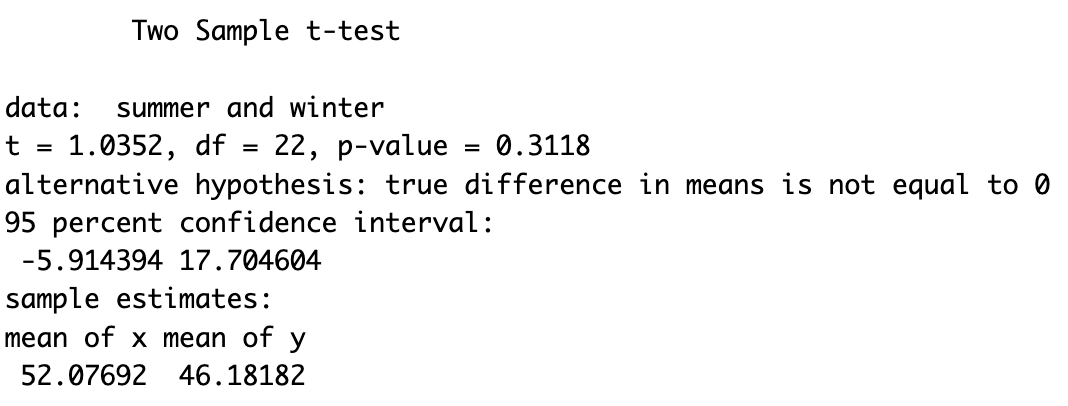 Two Sample t-test
data:  summer and winter
t = 1.0352, df = 22, p-value = 0.3118
alternative hypothesis: true difference in means is not equal to 0
95 percent confidence interval:
 -5.914394 17.704604
sample estimates:
mean of x mean of y
 52.07692  46.18182